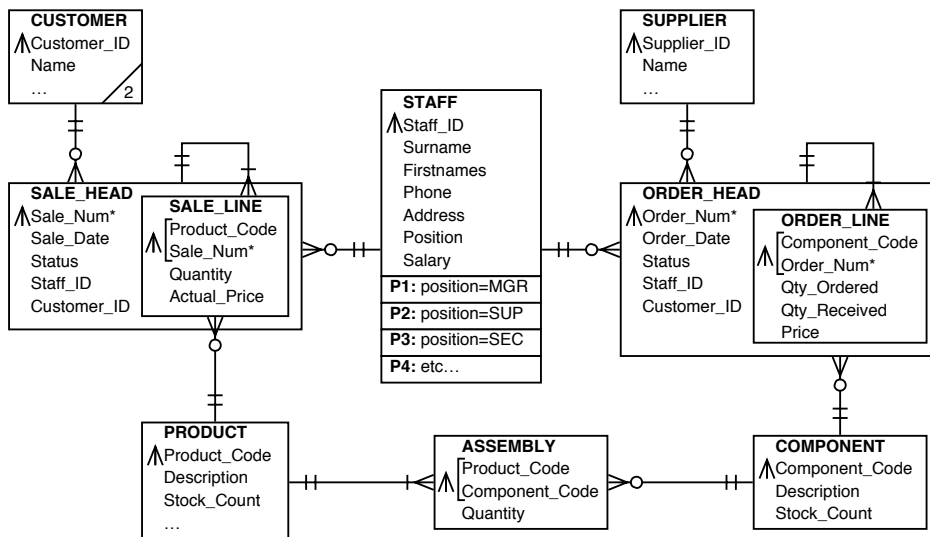 CUSTOMER
Customer_ID
Name
…
2
SUPPLIER
Supplier_ID
Name
…
STAFF
Staff_ID
Surname
Firstnames
Phone
Address
Position
Salary
P1: position=MGR
P2: position=SUP
P3: position=SEC
P4: etc…
SALE_HEAD
Sale_Num*
Sale_Date
Status
Staff_ID
Customer_ID
SALE_LINE
Product_Code
Sale_Num*
Quantity
Actual_Price
ORDER_HEAD
Order_Num*
Order_Date
Status
Staff_ID
Customer_ID
ORDER_LINE
Component_Code
Order_Num*
Qty_Ordered
Qty_Received
Price
PRODUCT
Product_Code
Description
Stock_Count
…
ASSEMBLY
Product_Code
Component_Code
Quantity
COMPONENT
Component_Code
Description
Stock_Count